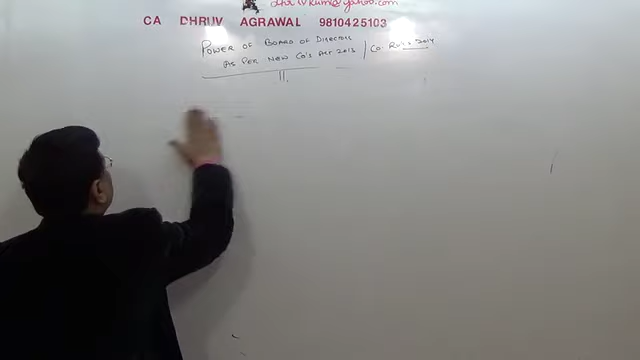 CA DHRUV AGRAWAL 9810425103
POWER OF BOARD OF DIRECTORS
AS PER NEW CO'S ACT 2013 / CO. RULES 2014